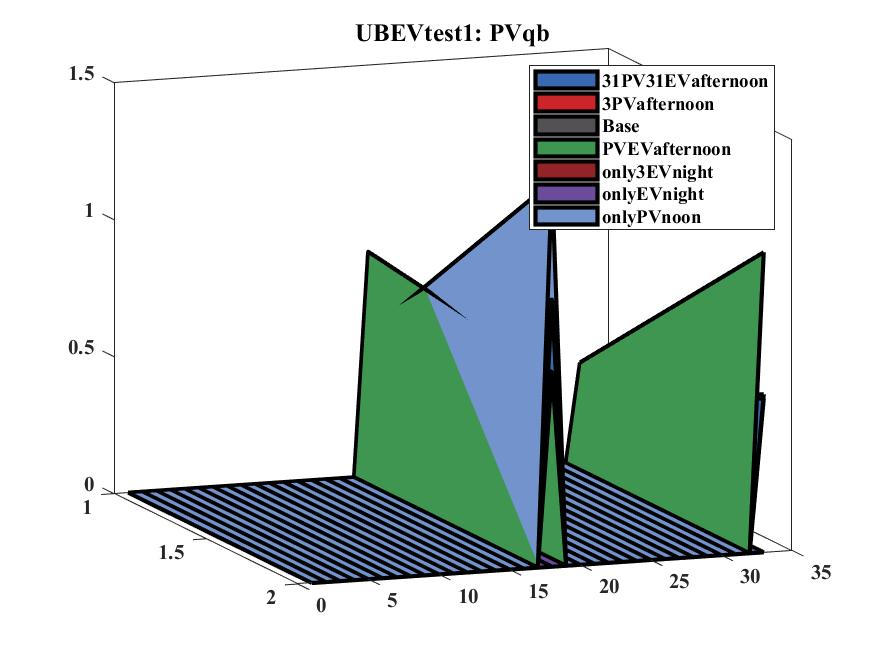 UBEVtest1: PVqb
1.5
1
0.5
0
31PV31EVafternoon
3PVafternoon
Base
PVEVafternoon
only3EVnight
onlyEVnight
onlyPVnoon
1
1.5
2
0
5
10
15
20
25
30
35